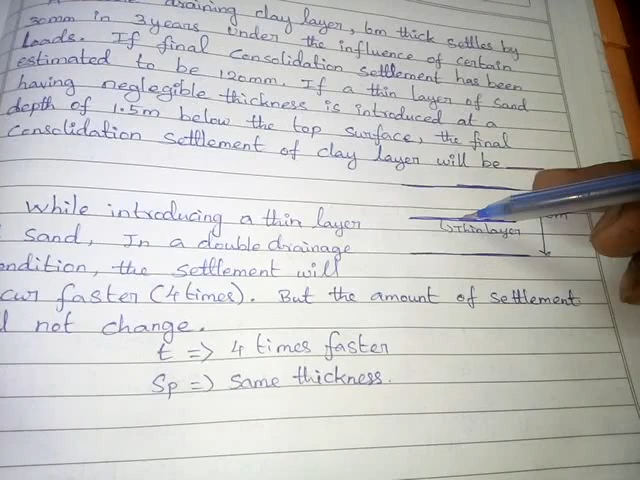 draining clay layer, 6m thick settles by
30mm in 3 years under the influence of certain
loads. If final consolidation settlement has been
estimated to be 120mm. If a thin layer of sand
having neglegible thickness is introduced at a
depth of 1.5m below the top surface, the final
consolidation settlement of clay layer will be
While introducing a thin layer
sand, In a double drainage
condition, the settlement will
cur faster (4 times). But the amount of settlement
not change.
t => 4 times faster
Sp => Same thickness.
↳ Thin layer